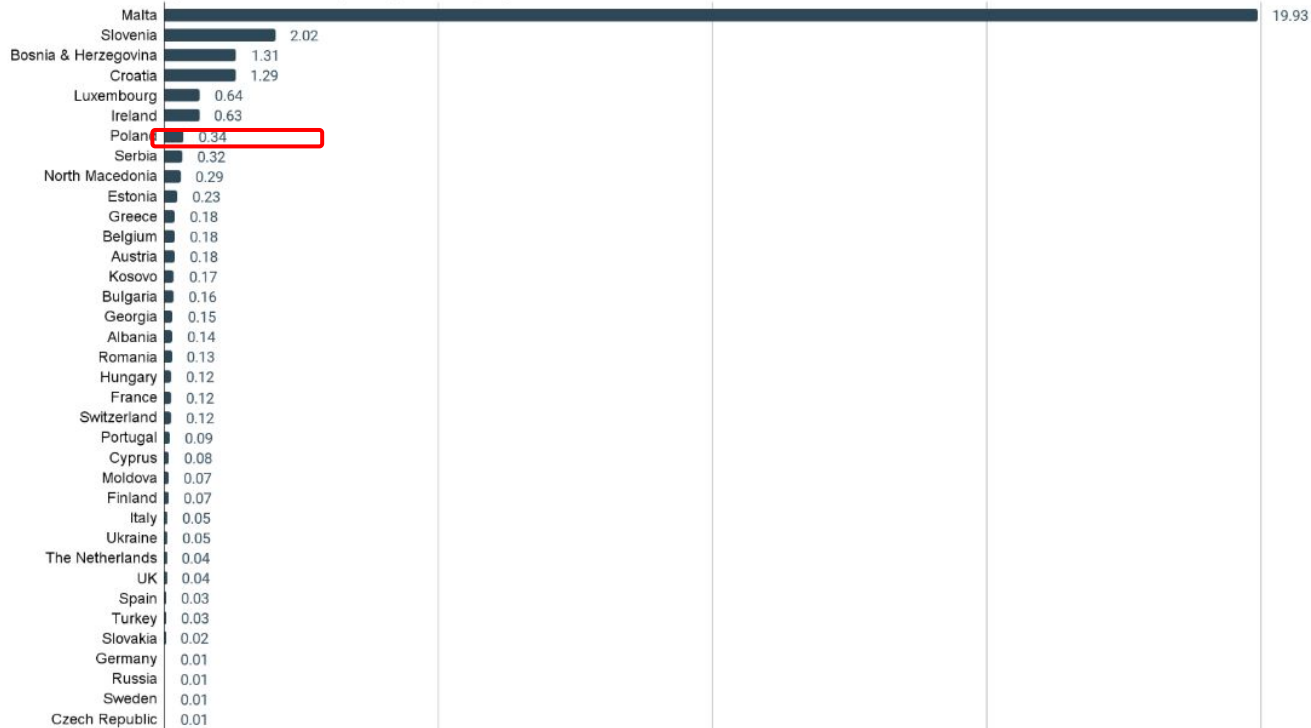 Malta 19.93
Slovenia 2.02
Bosnia & Herzegovina 1.31
Croatia 1.29
Luxembourg 0.64
Ireland 0.63
Poland 0.34
Serbia 0.32
North Macedonia 0.29
Estonia 0.23
Greece 0.18
Belgium 0.18
Austria 0.18
Kosovo 0.17
Bulgaria 0.16
Georgia 0.15
Albania 0.14
Romania 0.13
Hungary 0.12
France 0.12
Switzerland 0.12
Portugal 0.09
Cyprus 0.08
Moldova 0.07
Finland 0.07
Italy 0.05
Ukraine 0.05
The Netherlands 0.04
UK 0.04
Spain 0.03
Turkey 0.03
Slovakia 0.02
Germany 0.01
Russia 0.01
Sweden 0.01
Czech Republic 0.01